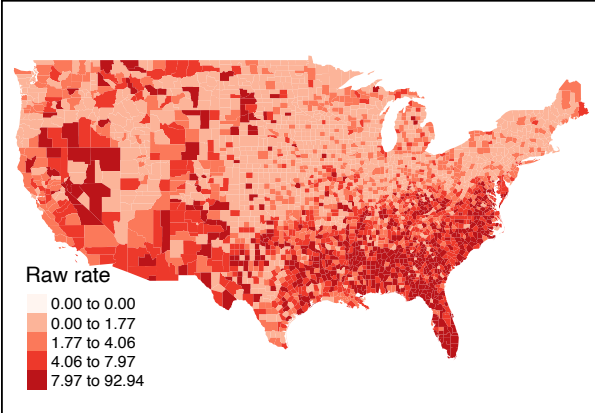 Raw rate
0.00 to 0.00
0.00 to 1.77
1.77 to 4.06
4.06 to 7.97
7.97 to 92.94